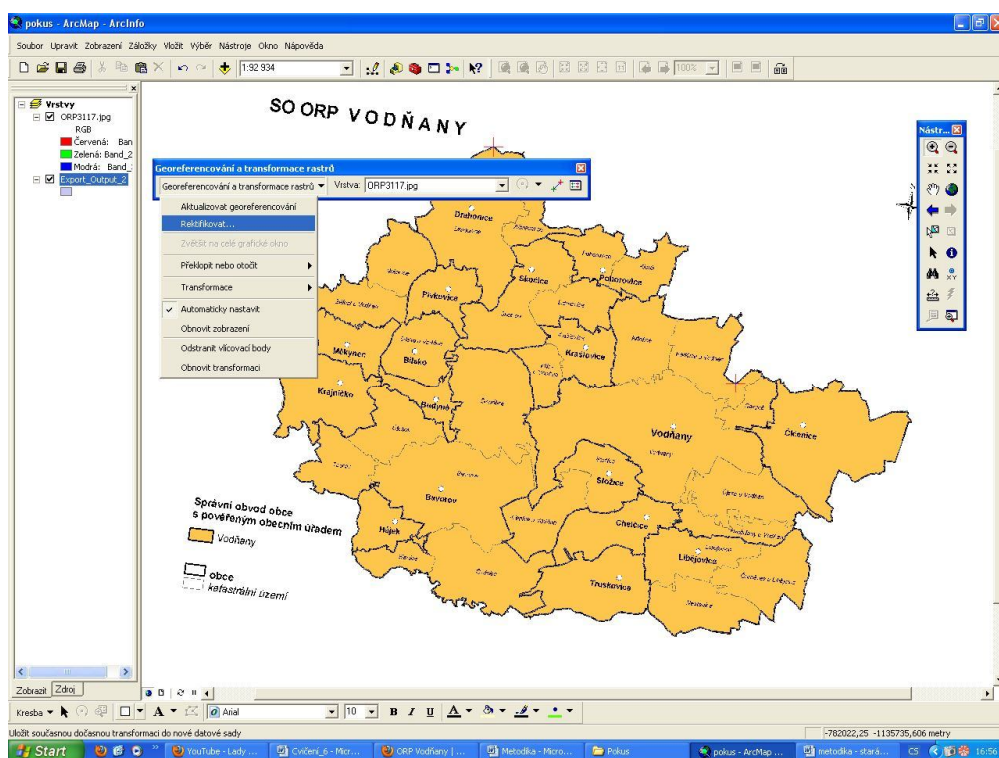 pokus - ArcMap - ArcInfo
Soubor Upravit Zobrazení Záložky Vložit Výběr Nástroje Okno Nápověda
1:92 934
100%
Vrstvy
ORP3117.jpg
RGB
Červená: Ban
Zelená: Band_2
Modrá: Band_
Export_Output_2
SO ORP VODŇANY
Nástr...
Georeferencování a transformace rastrů
Georeferencování a transformace rastrů Vrstva: ORP3117.jpg
Aktualizovat georeferencování
Rektifikovat...
Zvětšit na celé grafické okno
Překlopit nebo otočit
Transformace
Automaticky nastavit
Obnovit zobrazení
Odstranit vlícovací body
Obnovit transformaci
Drahonice
Skočice
Pohorovice
Pivkovice
Měkynec
Bílsko
Krašlovice
Krajníčko
Budyně
Vodňany
Číčenice
Stožice
Bavorov
Hájek
Chelčice
Libějovice
Truskovice
Správní obvod obce
s pověřeným obecním úřadem
Vodňany
obce
katastrální území
Zobrazit Zdroj
Kresba Arial 10 B I U A
Uložit současnou dočasnou transformaci do nové datové sady
-782022,25 -1135735,606 metry
Start YouTube - Lady ... Cvičení_6 - Micr... ORP Vodňany | ... Metodika - Micro... Pokus pokus - ArcMap - ... metodika - stará... CS 16:56